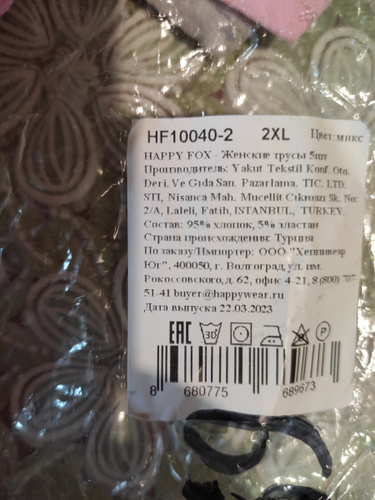 HF10040-2 2XL Цвет: микс
HAPPY FOX - Женские трусы 5шт
Производитель: Yakut Tekstil Konf. Oto.
Deri. Ve Gıda San. Pazarlama. TIC. LTD.
STI, Nisanca Mah. Mucellit Cıkmazı Sk. No:
2/A, Laleli, Fatih, ISTANBUL, TURKEY.
Состав: 95% хлопок, 5% эластан
Страна происхождения: Турция
По заказу/Импортер: ООО "Хеппивеар
Юг", 400050, г. Волгоград, ул. им.
Рокоссовского, д. 62, офис 4-21, 8 (800) 707-
51-41 buyer@happywear.ru
Дата выпуска 22.03.2023
EAC 30 P
8 680775 689673